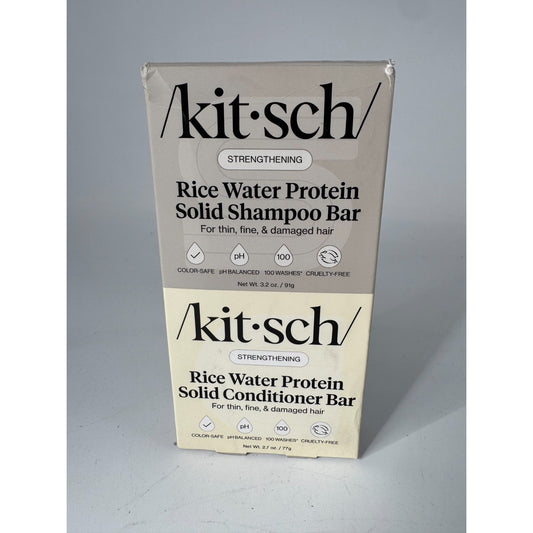 /kit·sch/
STRENGTHENING
Rice Water Protein
Solid Shampoo Bar
For thin, fine, & damaged hair
pH 100
COLOR-SAFE pH BALANCED 100 WASHES* CRUELTY-FREE
Net Wt. 3.2 oz. / 91g
/kit·sch/
STRENGTHENING
Rice Water Protein
Solid Conditioner Bar
For thin, fine, & damaged hair
pH 100
COLOR-SAFE pH BALANCED 100 WASHES* CRUELTY-FREE
Net Wt. 2.7 oz. / 77g